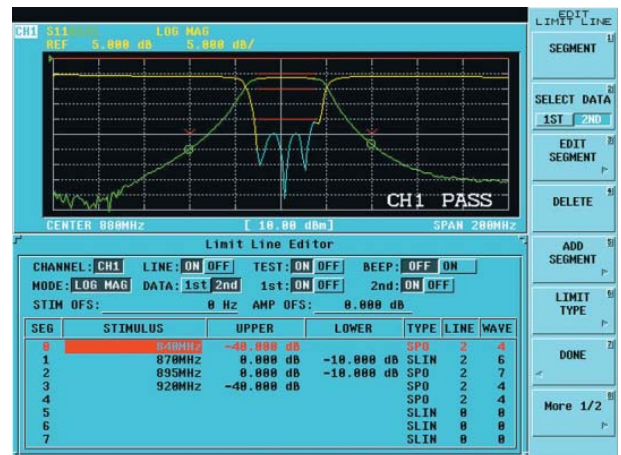 CH1 S11 LOG MAG
REF 5.000 dB 5.000 dB/
CH1 PASS
CENTER 880MHz [ 10.00 dBm] SPAN 200MHz
Limit Line Editor
CHANNEL: CH1 LINE: ON OFF TEST: ON OFF BEEP: OFF ON
MODE: LOG MAG DATA: 1st 2nd 1st: ON OFF 2nd: ON OFF
STIM OFS: 0 Hz AMP OFS: 0.000 dB
SEG STIMULUS UPPER LOWER TYPE LINE WAVE
0 840MHz -40.000 dB SPO 2 4
1 870MHz 0.000 dB -10.000 dB SLIN 2 6
2 895MHz 0.000 dB -10.000 dB SPO 2 7
3 920MHz -40.000 dB SPO 2 4
4 SPO 2 4
5 SLIN 0 0
6 SLIN 0 0
7 SLIN 0 0
EDIT
LIMIT LINE
SEGMENT
SELECT DATA
1ST 2ND
EDIT
SEGMENT
DELETE
ADD
SEGMENT
LIMIT
TYPE
DONE
More 1/2